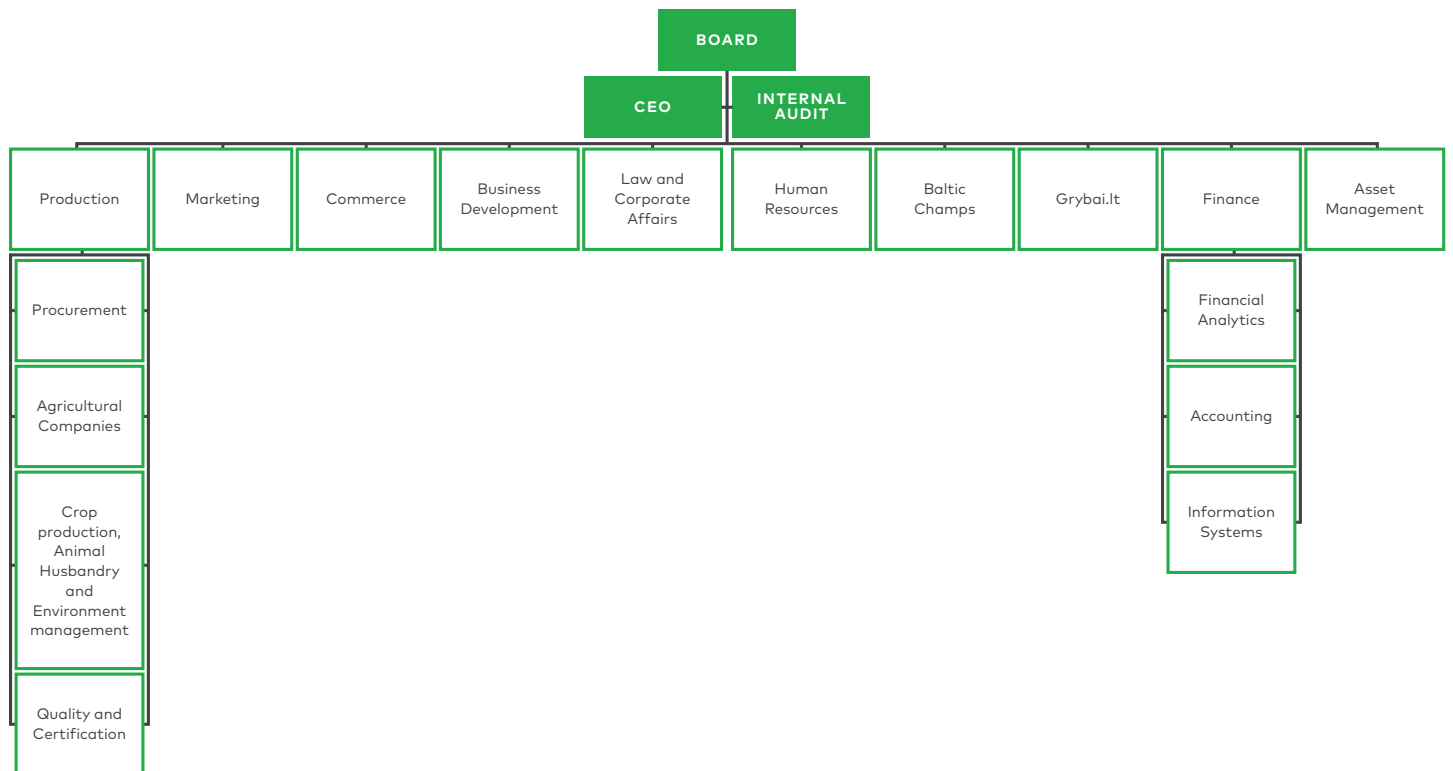 BOARD
CEO
INTERNAL
AUDIT
Production
Marketing
Commerce
Business
Development
Law and
Corporate
Affairs
Human
Resources
Baltic
Champs
Grybai.lt
Finance
Asset
Management
Procurement
Agricultural
Companies
Crop
production,
Animal
Husbandry
and
Environment
management
Quality and
Certification
Financial
Analytics
Accounting
Information
Systems